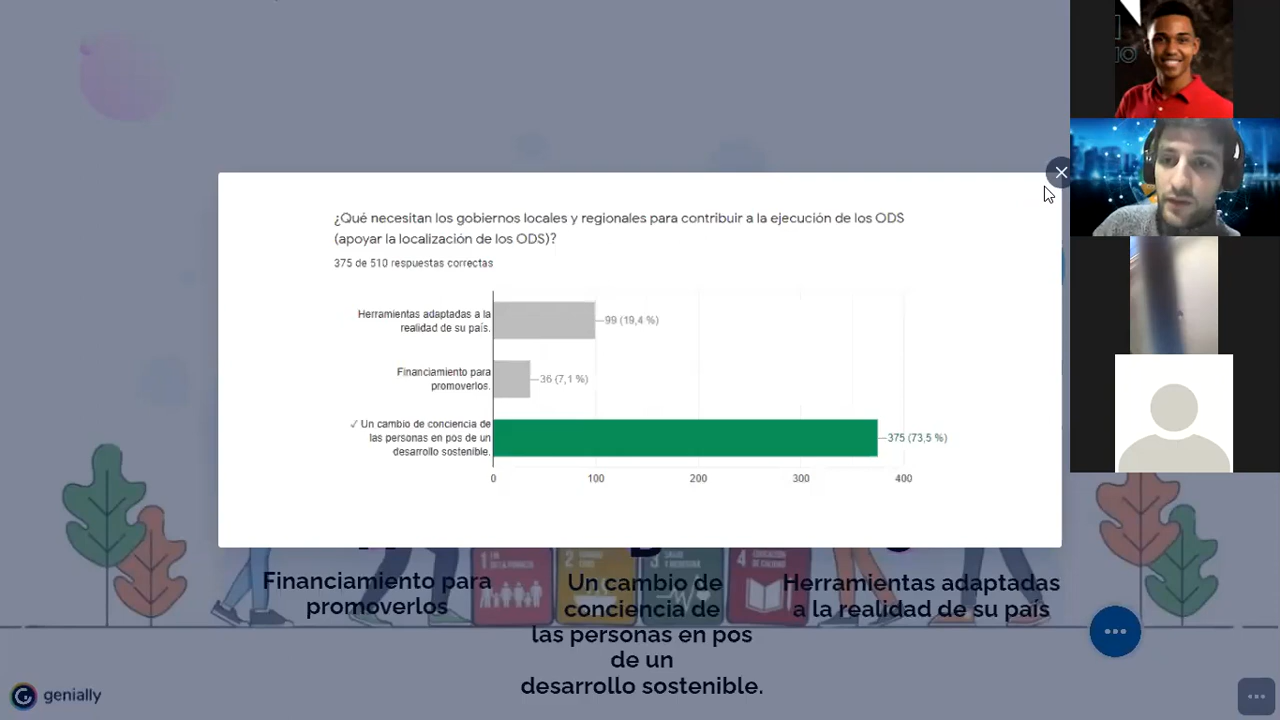 ¿Qué necesitan los gobiernos locales y regionales para contribuir a la ejecución de los ODS
(apoyar la localización de los ODS)?
375 de 510 respuestas correctas
Herramientas adaptadas a la
realidad de su país.
99 (19,4 %)
Financiamiento para
promoverlos.
36 (7,1 %)
✓ Un cambio de conciencia de
las personas en pos de un
desarrollo sostenible.
375 (73,5 %)
0 100 200 300 400
1 2 3 4
Financiamiento para
promoverlos
Un cambio de
conciencia de
las personas en pos
de un
desarrollo sostenible.
Herramientas adaptadas
a la realidad de su país
genially